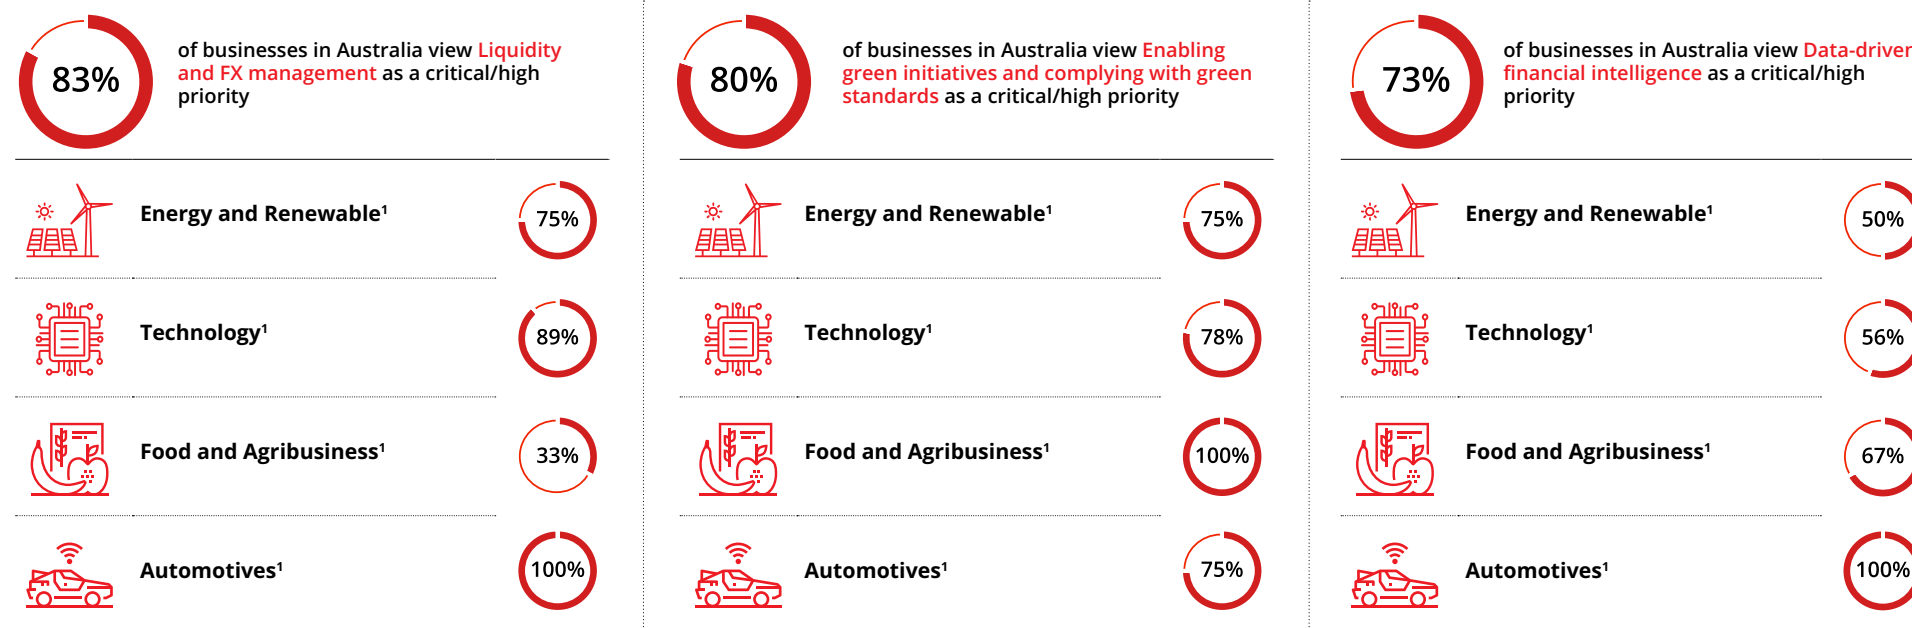 83%
of businesses in Australia view Liquidity
and FX management as a critical/high
priority
Energy and Renewable¹
75%
Technology¹
89%
Food and Agribusiness¹
33%
Automotives¹
100%
80%
of businesses in Australia view Enabling
green initiatives and complying with green
standards as a critical/high priority
Energy and Renewable¹
75%
Technology¹
78%
Food and Agribusiness¹
100%
Automotives¹
75%
73%
of businesses in Australia view Data-driven
financial intelligence as a critical/high
priority
Energy and Renewable¹
50%
Technology¹
56%
Food and Agribusiness¹
67%
Automotives¹
100%